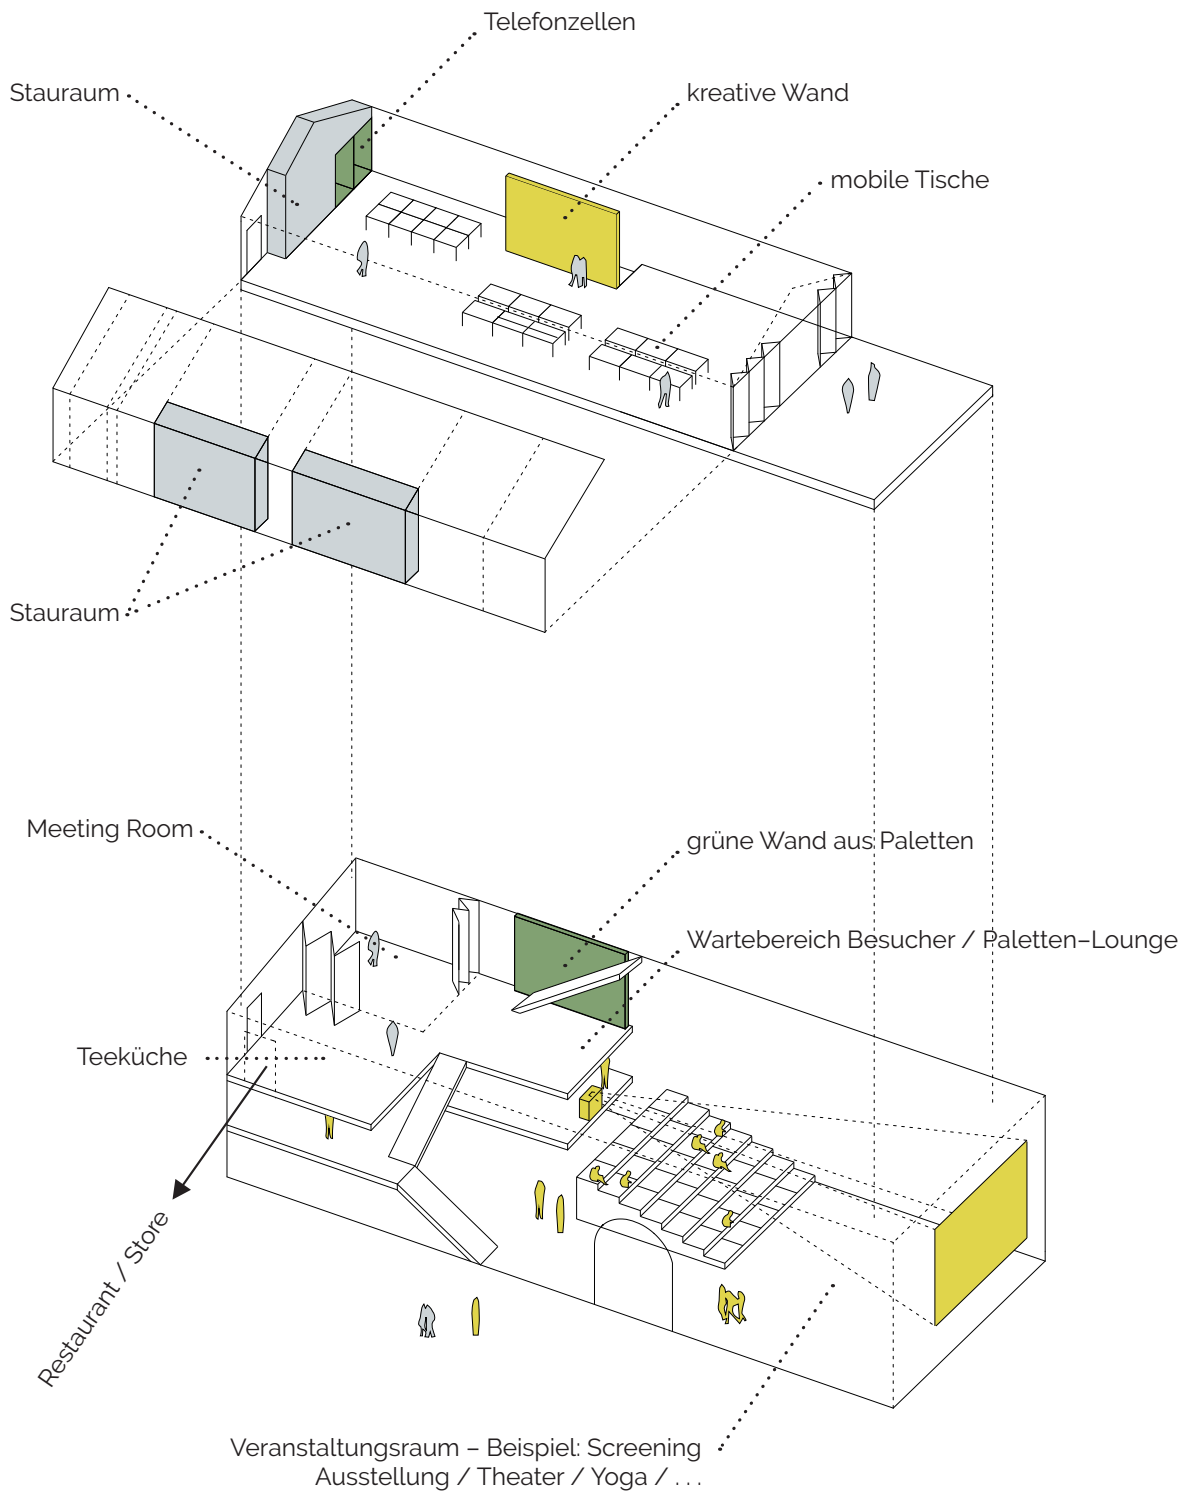 Telefonzellen
Stauraum
kreative Wand
mobile Tische
Stauraum
Meeting Room
grüne Wand aus Paletten
Wartebereich Besucher / Paletten–Lounge
Teeküche
Restaurant / Store
Veranstaltungsraum – Beispiel: Screening
Ausstellung / Theater / Yoga / . . .